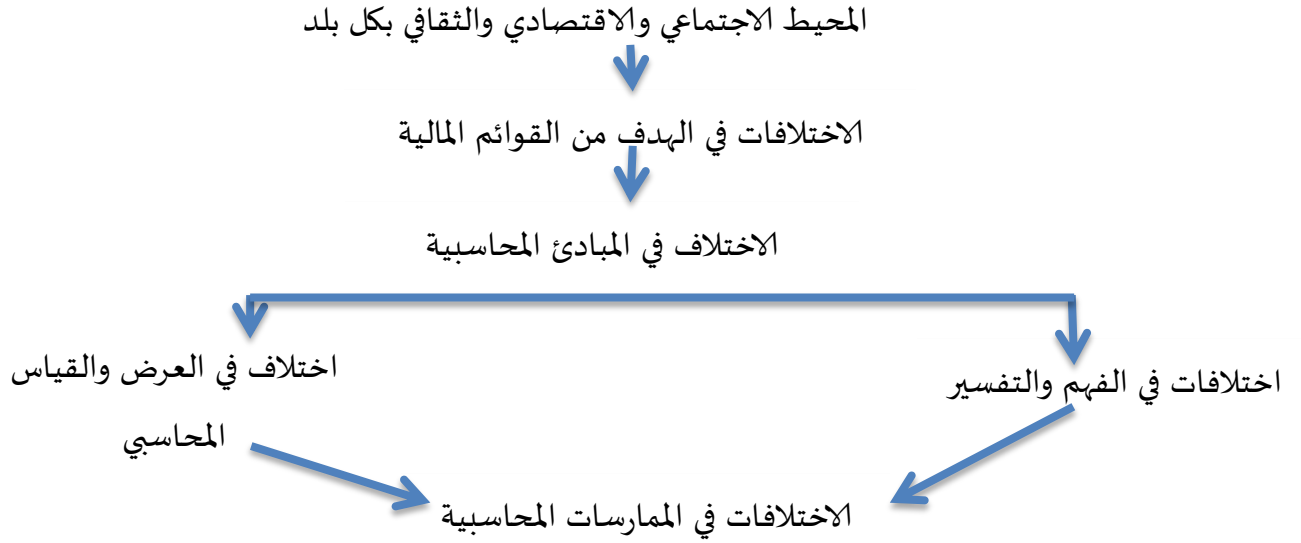 المحيط الاجتماعي والاقتصادي والثقافي بكل بلد
الاختلافات في الهدف من القوائم المالية
الاختلاف في المبادئ المحاسبية
اختلافات في الفهم والتفسير
اختلاف في العرض والقياس
المحاسبي
الاختلافات في الممارسات المحاسبية